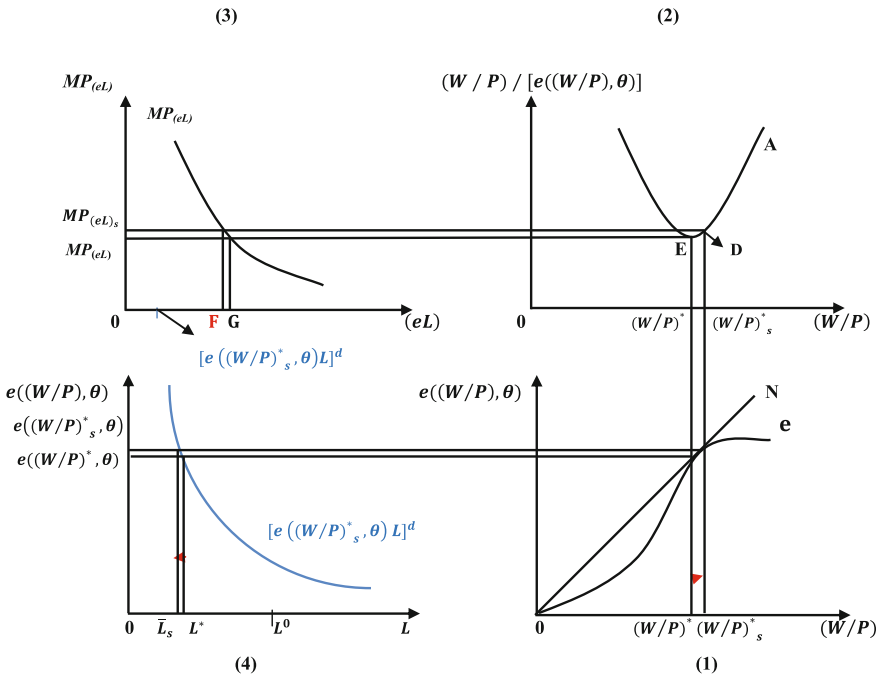 (3)
(2)
MP(eL)
(W / P) / [e((W/P), θ)]
MP(eL)
A
MP(eL)s
MP(eL)
E
D
0
F
G
(eL)
0
(W/P)*
(W/P)*s
(W/P)
[e((W/P)*s, θ)L]d
e((W/P), θ)
e((W/P), θ)
N
e((W/P)*s, θ)
e
e((W/P)*, θ)
[e((W/P)*s, θ) L]d
0
L̄s
L*
L0
L
0
(W/P)*
(W/P)*s
(W/P)
(4)
(1)